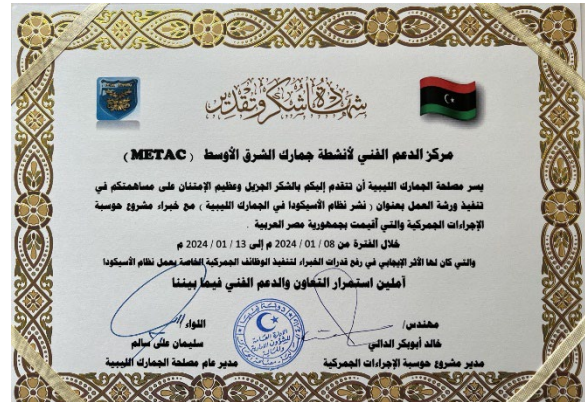 شهادة شكر وتقدير
مركز الدعم الفني لأنشطة جمارك الشرق الأوسط ( METAC )
يسر مصلحة الجمارك الليبية أن تتقدم إليكم بالشكر الجزيل وعظيم الإمتنان على مساهمتكم في
تنفيذ ورشة العمل بعنوان ( نشر نظام الأسيكودا في الجمارك الليبية ) مع خبراء مشروع حوسبة
الإجراءات الجمركية والتي أقيمت بجمهورية مصر العربية .
خلال الفترة من 08 / 01 / 2024 م إلى 13 / 01 / 2024 م
والتي كان لها الأثر الإيجابي في رفع قدرات الخبراء لتنفيذ الوظائف الجمركية الخاصة بعمل نظام الأسيكودا
آملين استمرار التعاون والدعم الفني فيما بيننا
مهندس/
خالد أبوبكر الدالي
مدير مشروع حوسبة الإجراءات الجمركية
اللواء
سليمان علي سالم
مدير عام مصلحة الجمارك الليبية